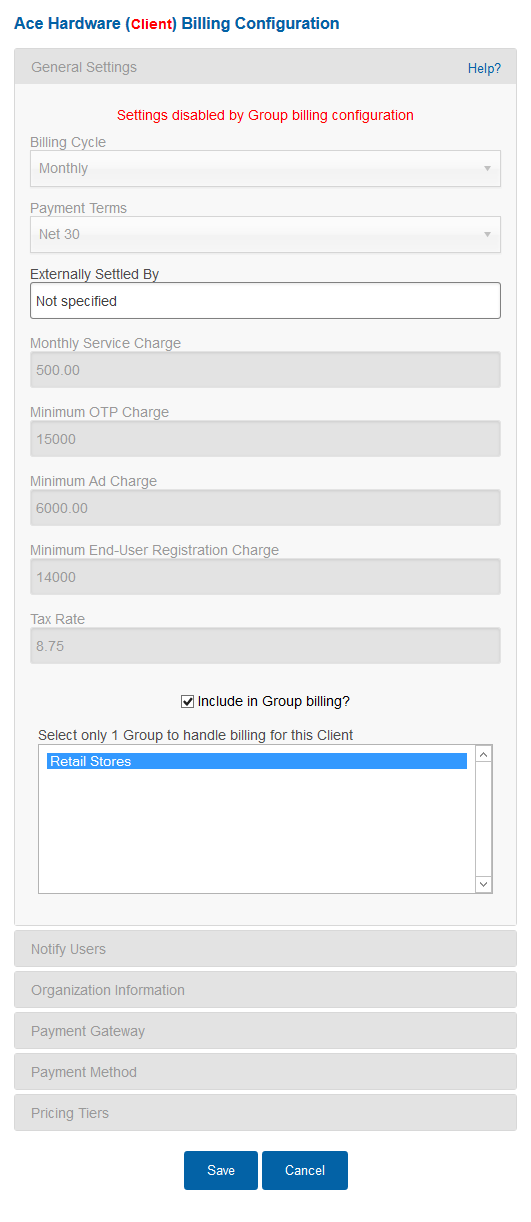 Ace Hardware (Client) Billing Configuration
General Settings
Help?
Settings disabled by Group billing configuration
Billing Cycle
Monthly
Payment Terms
Net 30
Externally Settled By
Not specified
Monthly Service Charge
500.00
Minimum OTP Charge
15000
Minimum Ad Charge
6000.00
Minimum End-User Registration Charge
14000
Tax Rate
8.75
Include in Group billing?
Select only 1 Group to handle billing for this Client
Retail Stores
Notify Users
Organization Information
Payment Gateway
Payment Method
Pricing Tiers
Save
Cancel